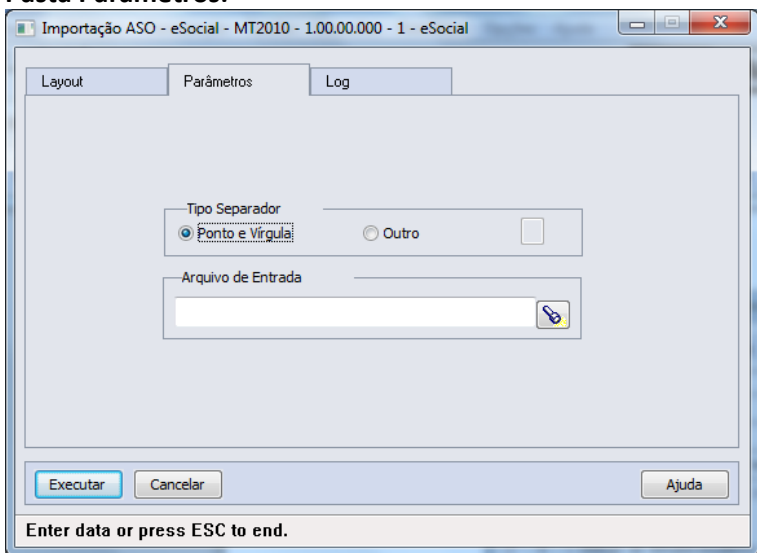 Pasta Parâmetros:
Importação ASO - eSocial - MT2010 - 1.00.00.000 - 1 - eSocial
Layout Parâmetros Log
Tipo Separador
Ponto e Vírgula Outro
Arquivo de Entrada
Executar Cancelar Ajuda
Enter data or press ESC to end.